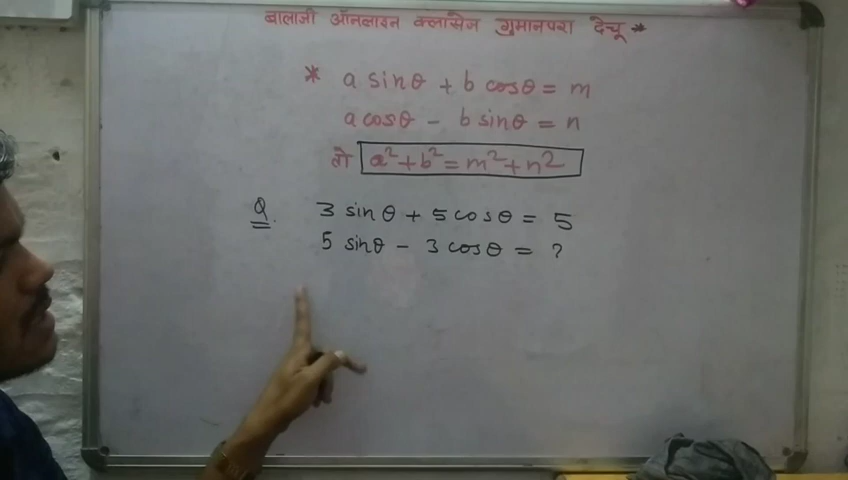 बालाजी ऑनलाइन क्लासेज गुमानपरा देचू *
* a sinθ + b cosθ = m
a cosθ - b sinθ = n
तो a²+b²=m²+n²
Q. 3 sinθ + 5 cosθ = 5
5 sinθ - 3 cosθ = ?